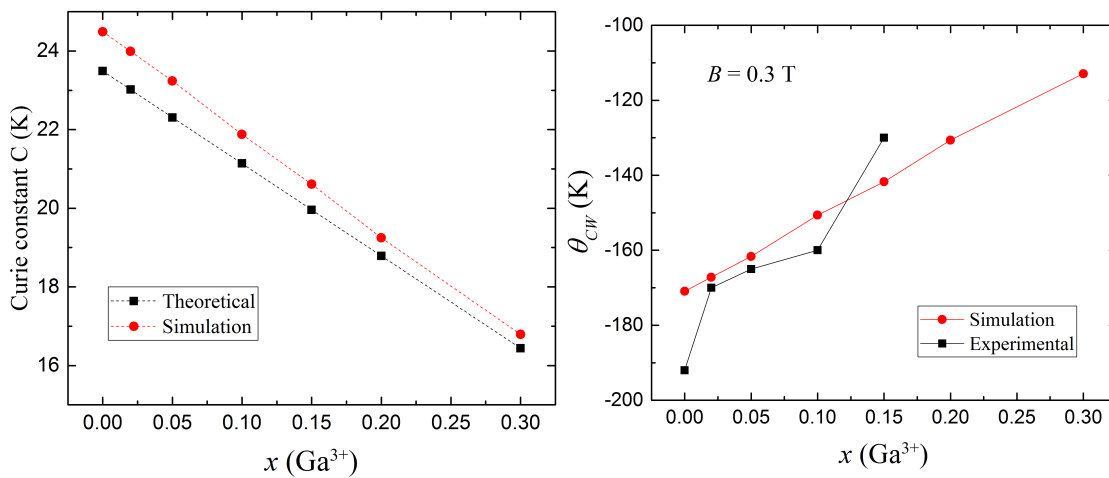 24
22
20
18
16
Curie constant C (K)
Theoretical
Simulation
0.00 0.05 0.10 0.15 0.20 0.25 0.30
x (Ga³⁺)
-100
-120
-140
-160
-180
-200
θCW (K)
B = 0.3 T
Simulation
Experimental
0.00 0.05 0.10 0.15 0.20 0.25 0.30
x (Ga³⁺)